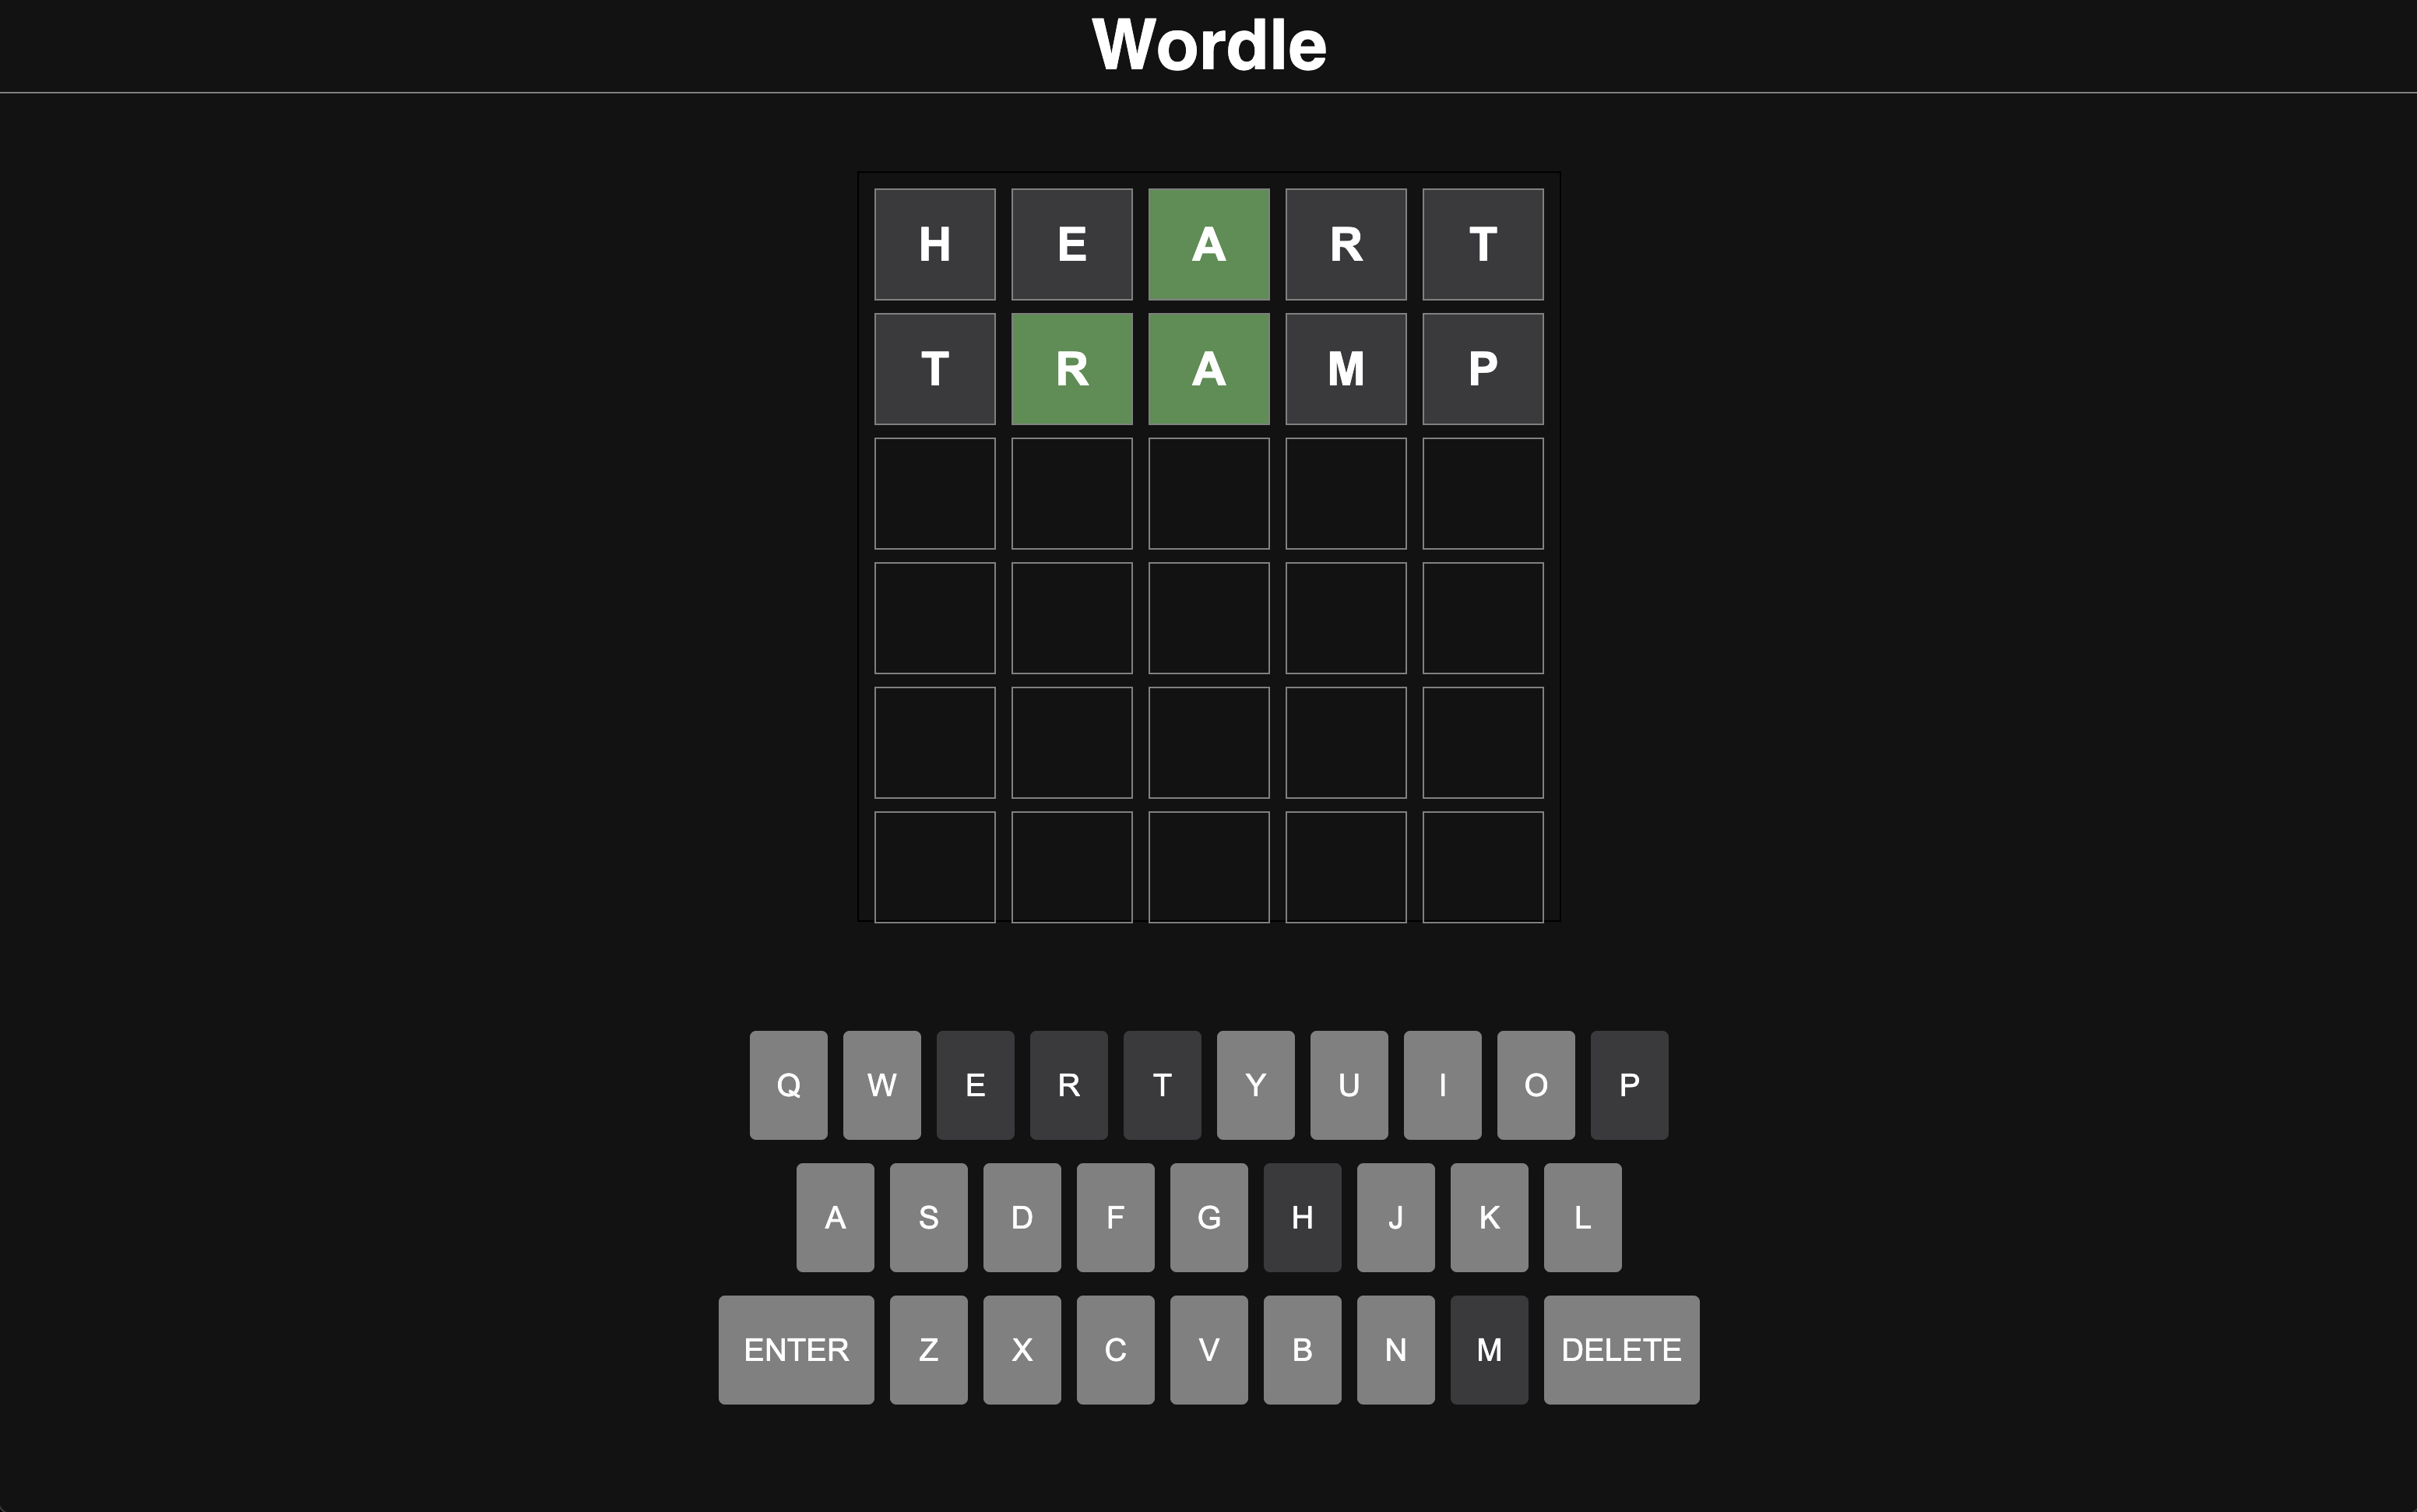 Wordle
H E A R T
T R A M P
Q W E R T Y U I O P
A S D F G H J K L
ENTER Z X C V B N M DELETE